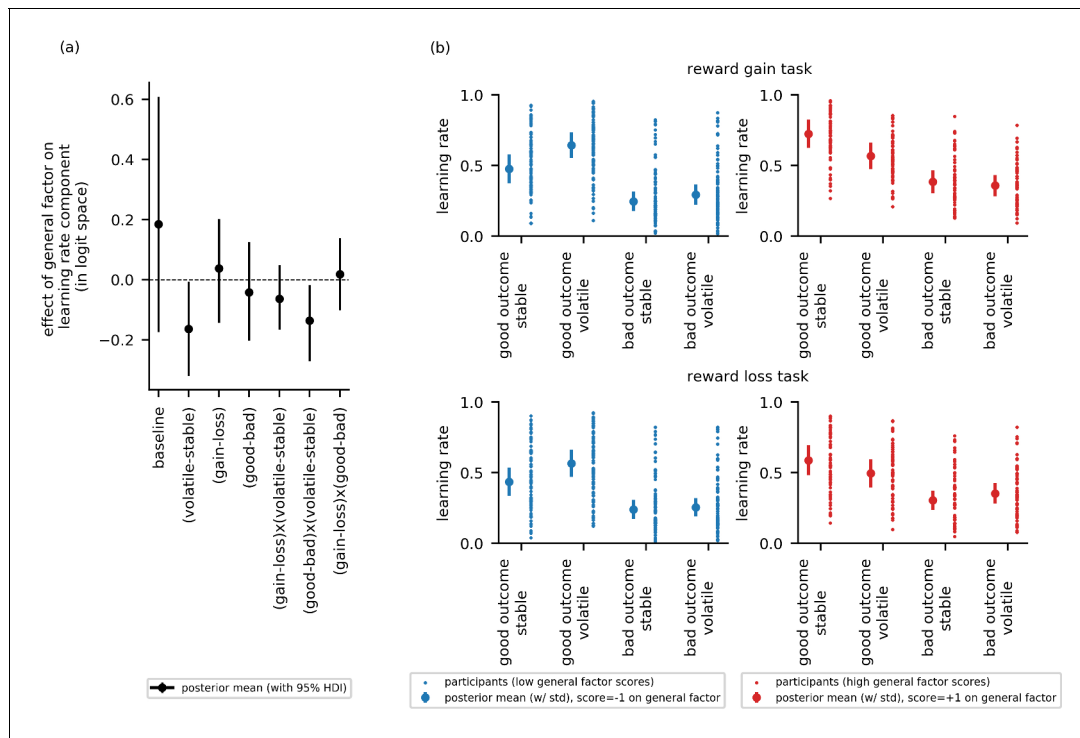 (a)
0.6
0.4
0.2
0.0
−0.2
effect of general factor on
learning rate component
(in logit space)
baseline
(volatile-stable)
(gain-loss)
(good-bad)
(gain-loss)x(volatile-stable)
(good-bad)x(volatile-stable)
(gain-loss)x(good-bad)
posterior mean (with 95% HDI)
(b)
reward gain task
1.0
0.5
0.0
learning rate
good outcome
stable
good outcome
volatile
bad outcome
stable
bad outcome
volatile
1.0
0.5
0.0
learning rate
good outcome
stable
good outcome
volatile
bad outcome
stable
bad outcome
volatile
reward loss task
1.0
0.5
0.0
learning rate
good outcome
stable
good outcome
volatile
bad outcome
stable
bad outcome
volatile
1.0
0.5
0.0
learning rate
good outcome
stable
good outcome
volatile
bad outcome
stable
bad outcome
volatile
participants (low general factor scores)
posterior mean (w/ std), score=-1 on general factor
participants (high general factor scores)
posterior mean (w/ std), score=+1 on general factor